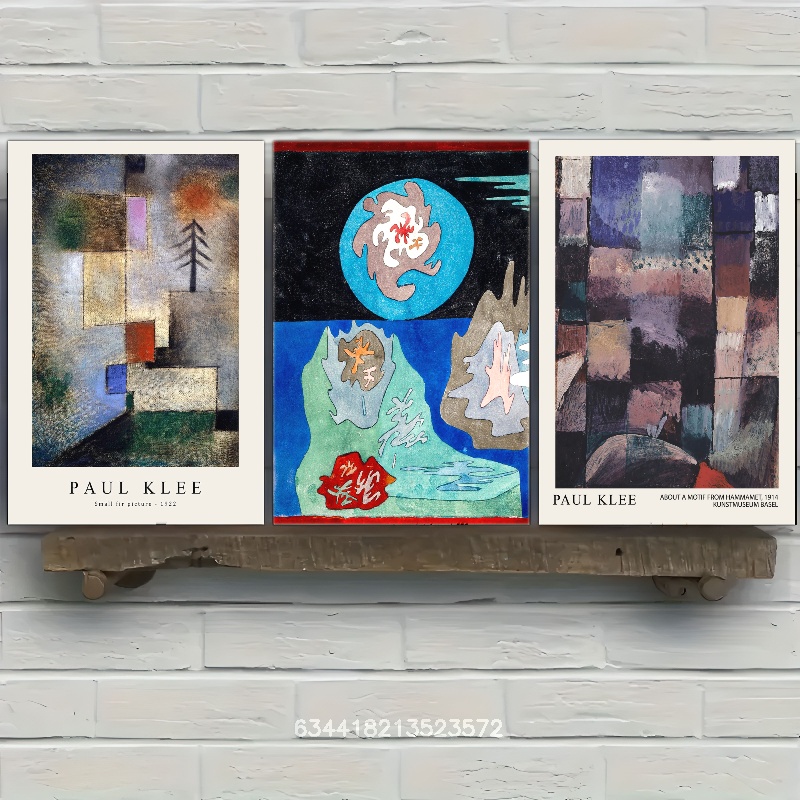 PAUL KLEE
Small fir picture - 1922
PAUL KLEE
ABOUT A MOTIF FROM HAMMAMET, 1914
KUNSTMUSEUM BASEL
634418213523572